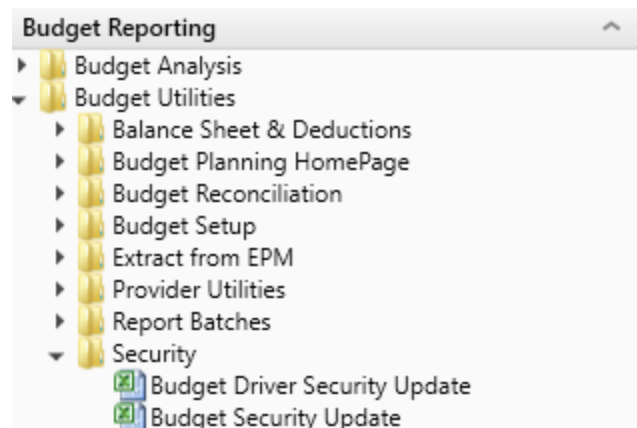 Budget Reporting
Budget Analysis
Budget Utilities
Balance Sheet & Deductions
Budget Planning HomePage
Budget Reconciliation
Budget Setup
Extract from EPM
Provider Utilities
Report Batches
Security
Budget Driver Security Update
Budget Security Update